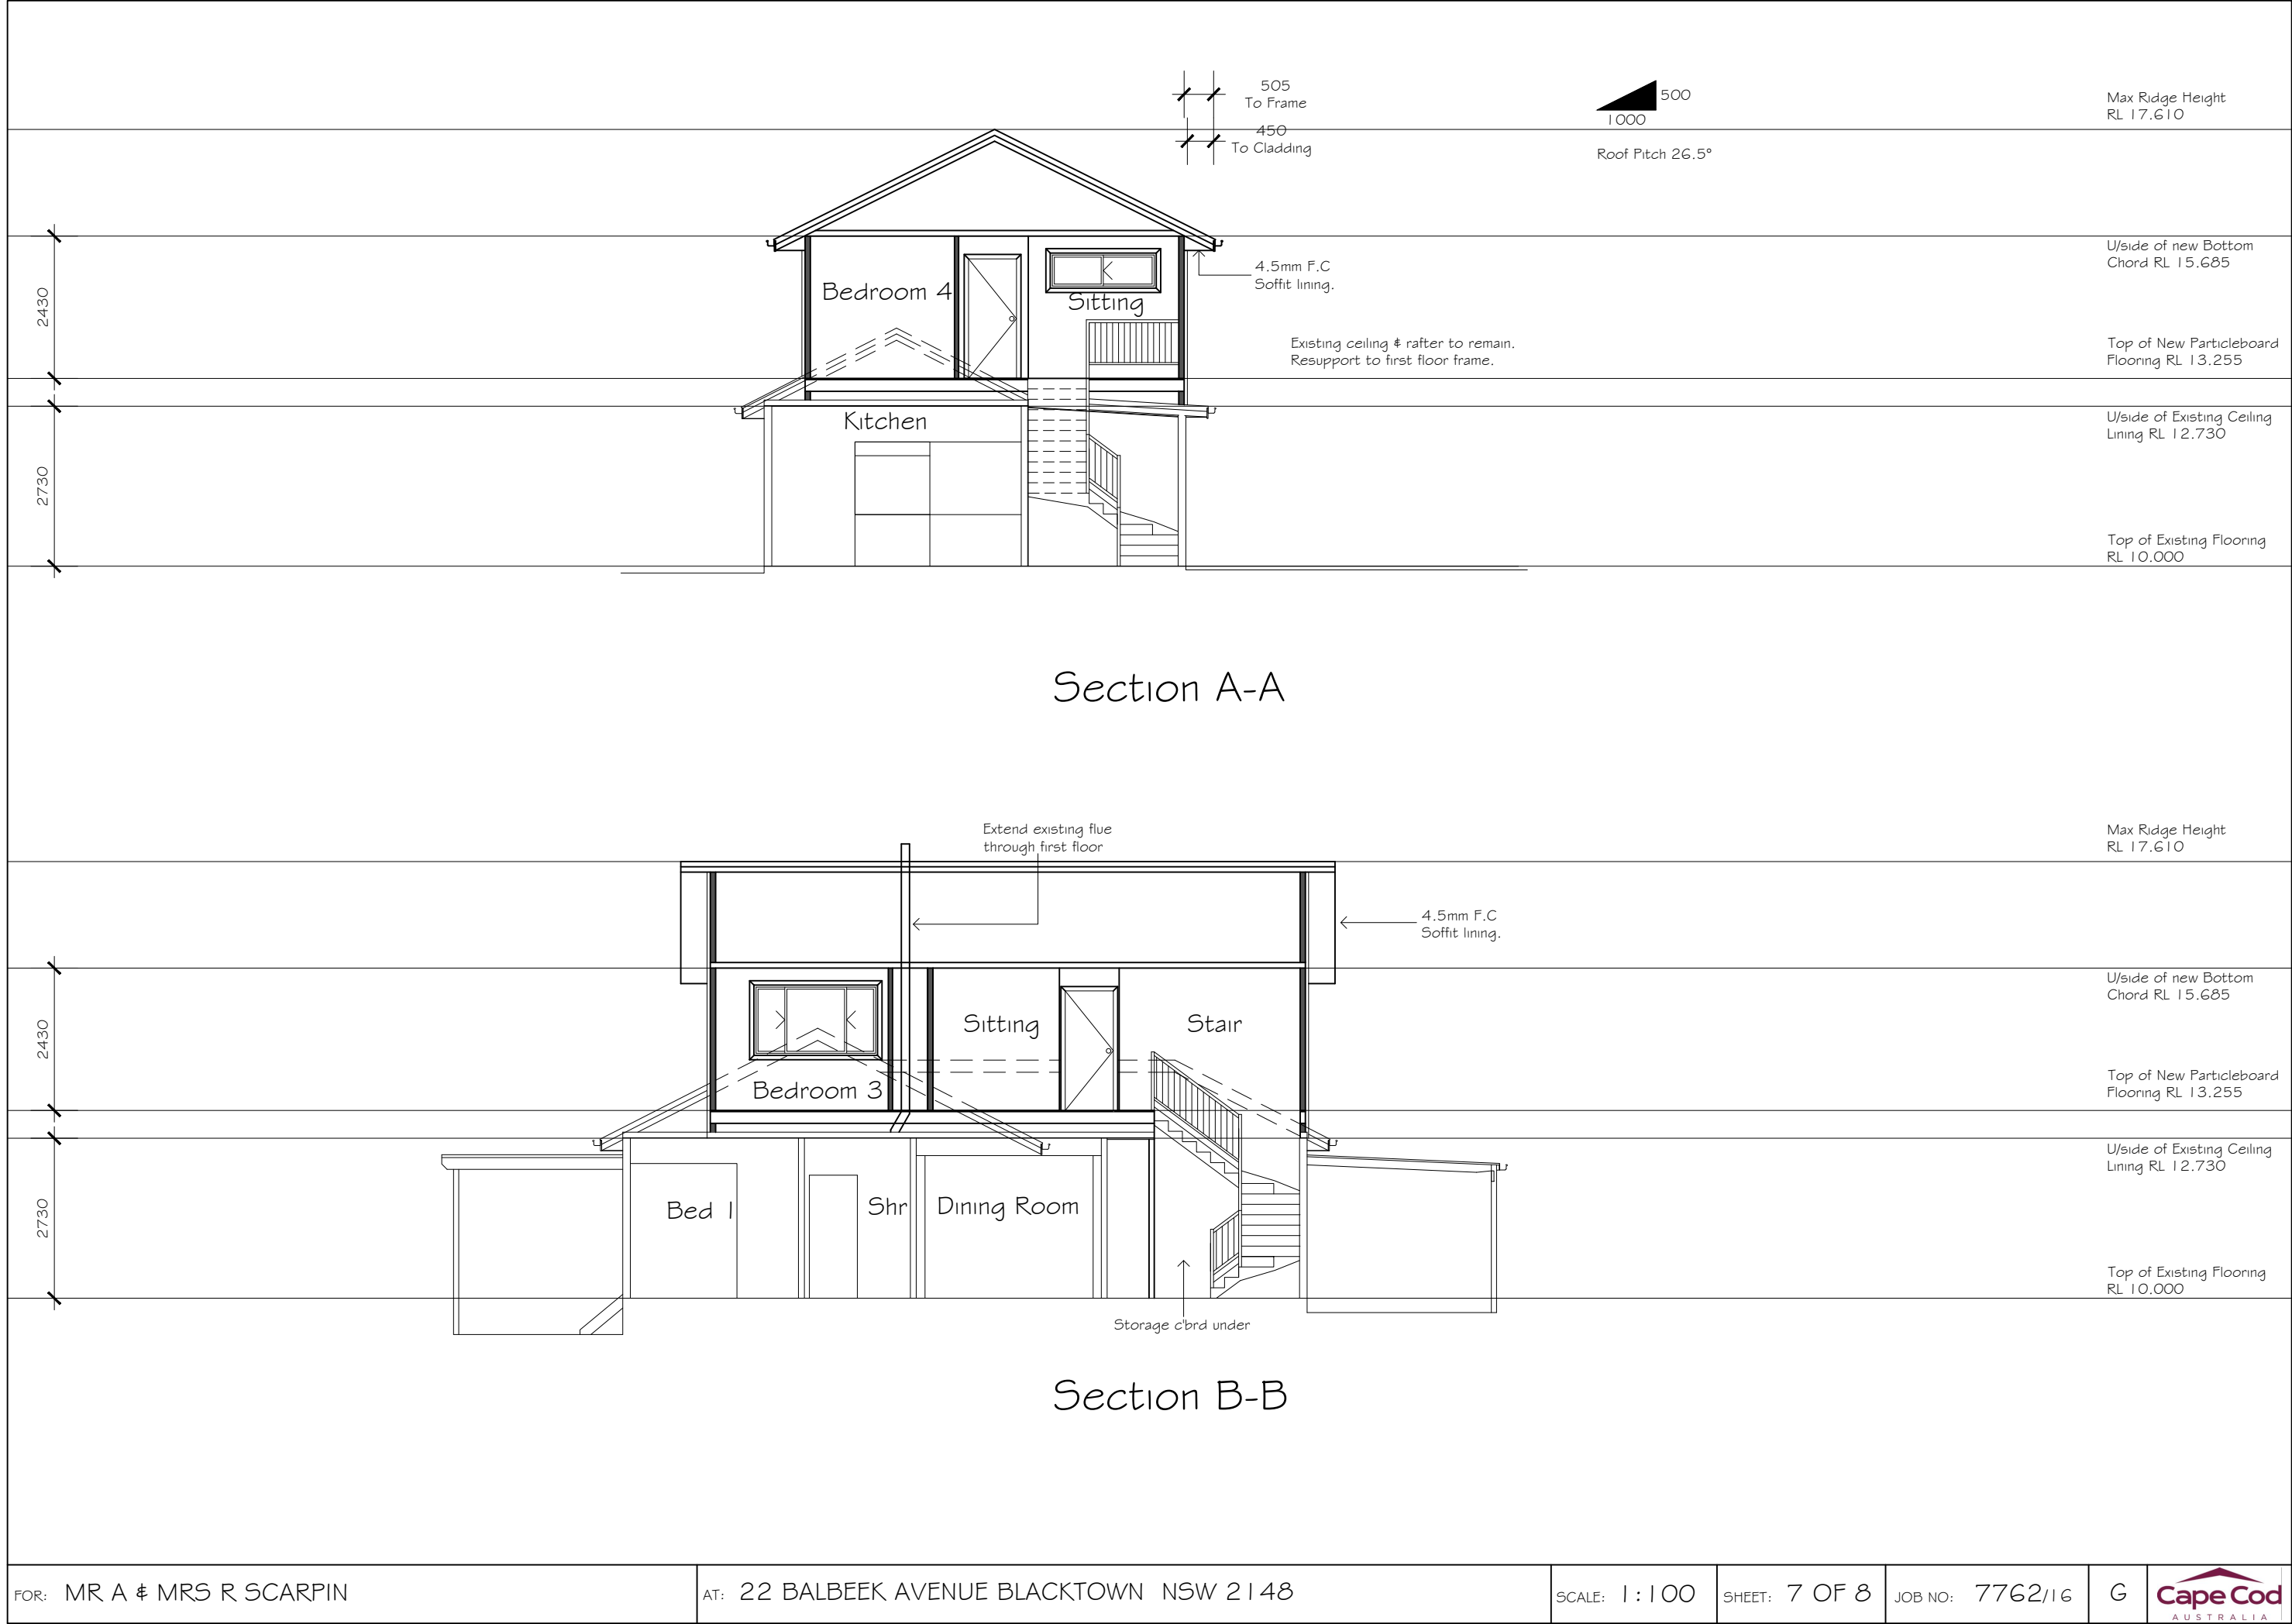 505
To Frame
450
To Cladding
500
1000
Roof Pitch 26.5°
Max Ridge Height
RL 17.610
U/side of new Bottom
Chord RL 15.685
4.5mm F.C
Soffit lining.
2430
Bedroom 4
Sitting
Existing ceiling & rafter to remain.
Resupport to first floor frame.
Top of New Particleboard
Flooring RL 13.255
Kitchen
U/side of Existing Ceiling
Lining RL 12.730
2730
Top of Existing Flooring
RL 10.000
Section A-A
Extend existing flue
through first floor
Max Ridge Height
RL 17.610
4.5mm F.C
Soffit lining.
U/side of new Bottom
Chord RL 15.685
2430
Sitting
Stair
Bedroom 3
Top of New Particleboard
Flooring RL 13.255
U/side of Existing Ceiling
Lining RL 12.730
2730
Bed 1
Shr
Dining Room
Top of Existing Flooring
RL 10.000
Storage c'brd under
Section B-B
FOR: MR A & MRS R SCARPIN
AT: 22 BALBEEK AVENUE BLACKTOWN NSW 2148
SCALE: 1:100
SHEET: 7 OF 8
JOB NO: 7762/16
G
Cape Cod
AUSTRALIA